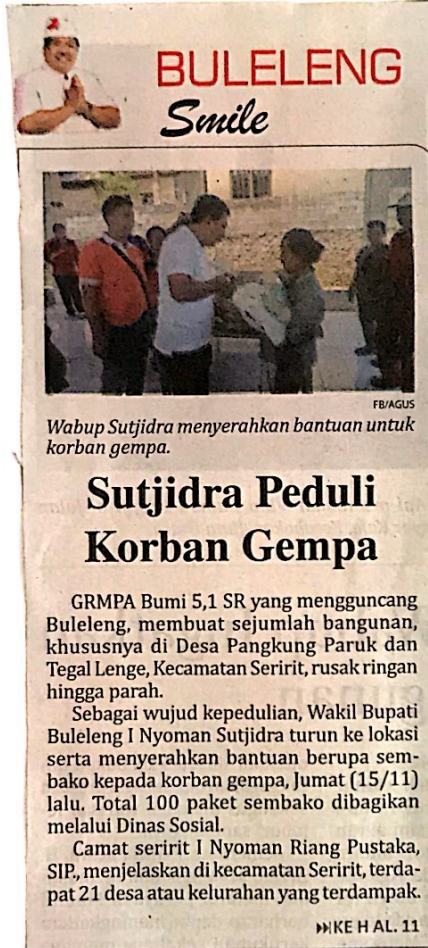 BULELENG
Smile
FB/AGUS
Wabup Sutjidra menyerahkan bantuan untuk
korban gempa.
Sutjidra Peduli
Korban Gempa
GRMPA Bumi 5,1 SR yang mengguncang
Buleleng, membuat sejumlah bangunan,
khususnya di Desa Pangkung Paruk dan
Tegal Lenge, Kecamatan Seririt, rusak ringan
hingga parah.
Sebagai wujud kepedulian, Wakil Bupati
Buleleng I Nyoman Sutjidra turun ke lokasi
serta menyerahkan bantuan berupa sem-
bako kepada korban gempa, Jumat (15/11)
lalu. Total 100 paket sembako dibagikan
melalui Dinas Sosial.
Camat seririt I Nyoman Riang Pustaka,
SIP., menjelaskan di kecamatan Seririt, terda-
pat 21 desa atau kelurahan yang terdampak.
KE H AL. 11